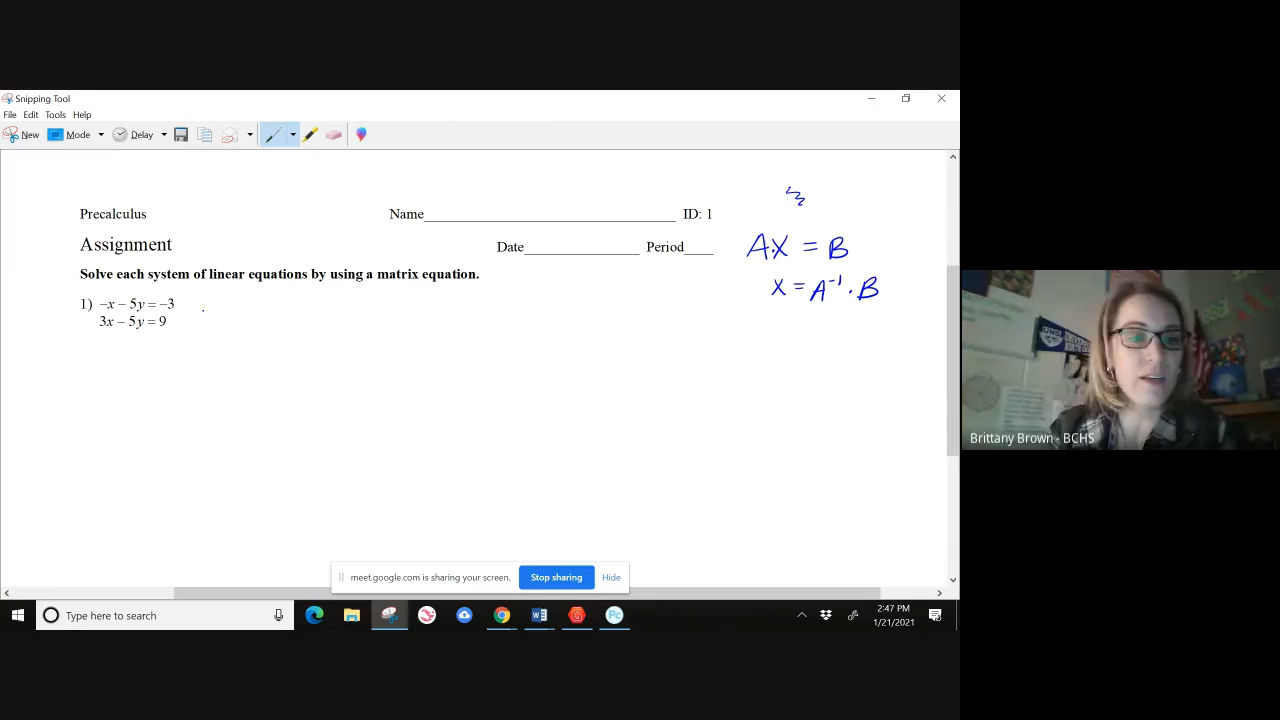 Snipping Tool
File Edit Tools Help
New Mode Delay
Precalculus Name ID: 1
Assignment Date Period
Solve each system of linear equations by using a matrix equation.
1) −x − 5y = −3
3x − 5y = 9
A·X = B
X = A⁻¹ · B
Brittany Brown - BCHS
meet.google.com is sharing your screen. Stop sharing Hide
Type here to search
2:47 PM
1/21/2021